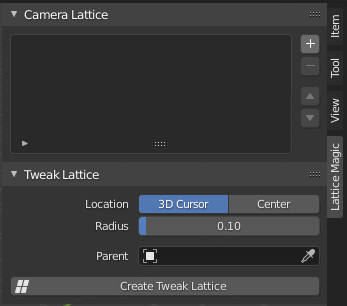 Camera Lattice
Tweak Lattice
Location 3D Cursor Center
Radius 0.10
Parent
Create Tweak Lattice
Item
Tool
View
Lattice Magic